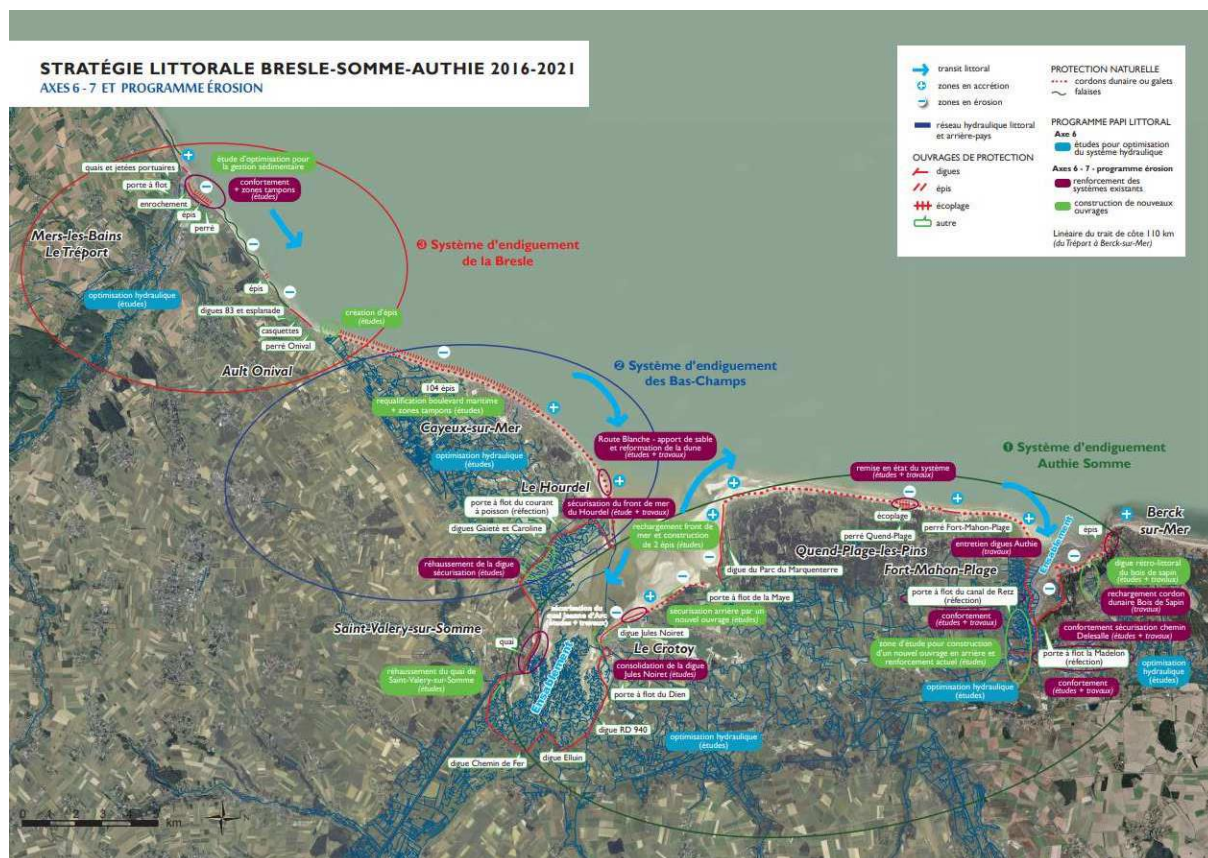 STRATÉGIE LITTORALE BRESLE-SOMME-AUTHIE 2016-2021
AXES 6 - 7 ET PROGRAMME ÉROSION
transit littoral
zones en accrétion
zones en érosion
réseau hydraulique littoral
et arrière-pays
OUVRAGES DE PROTECTION
digues
épis
écoplage
autre
PROTECTION NATURELLE
cordons dunaire ou galets
falaises
PROGRAMME PAPI LITTORAL
Axe 6
études pour optimisation
du système hydraulique
Axes 6 - 7 - programme érosion
renforcement des
systèmes existants
construction de nouveaux
ouvrages
Linéaire du trait de côte 110 km
(du Tréport à Berck-sur-Mer)
quais et jetées portuaires
porte à flot
enrochement
épis
perré
étude d'optimisation pour
la gestion sédimentaire
confortement
+ zones tampons
(études)
Mers-les-Bains
Le Tréport
❸ Système d'endiguement
de la Bresle
optimisation hydraulique
(études)
épis
digues 83 et esplanade
casquettes
perré Onival
création d'épis
(études)
Ault Onival
❷ Système d'endiguement
des Bas-Champs
104 épis
requalification boulevard maritime
+ zones tampons (études)
Cayeux-sur-Mer
optimisation hydraulique
(études)
Route Blanche - apport de sable
et reformation de la dune
(études + travaux)
Le Hourdel
porte à flot du courant
à poisson (réfection)
sécurisation du front de mer
du Hourdel (étude + travaux)
digues Gaieté et Caroline
rechargement front de
mer et construction
de 2 épis (études)
réhaussement de la digue
sécurisation (études)
❶ Système d'endiguement
Authie Somme
remise en état du système
(études + travaux)
écoplage
perré Fort-Mahon-Plage
perré Quend-Plage
Quend-Plage-les-Pins
Fort-Mahon-Plage
entretien digues Authie
(travaux)
Ensablement
épis
Berck
sur-Mer
digue du Parc du Marquenterre
porte à flot de la Maye
sécurisation arrière par un
nouvel ouvrage (études)
sécurisation du
quai Jeanne d'Arc
(études + travaux)
Saint-Valery-sur-Somme
quai
réhaussement du quai de
Saint-Valery-sur-Somme
(études)
Ensablement
digue Jules Noiret
Le Crotoy
consolidation de la digue
Jules Noiret (études)
porte à flot du Dien
digue RD 940
optimisation hydraulique
(études)
digue Elluin
digue Chemin de Fer
porte à flot du canal de Retz
(réfection)
confortement
(études + travaux)
zone d'étude pour construction
d'un nouvel ouvrage en arrière et
renforcement actuel (études)
optimisation hydraulique
(études)
digue rétro-littoral
du bois de sapin
(études + travaux)
rechargement cordon
dunaire Bois de Sapin
(travaux)
confortement sécurisation chemin
Delesalle (études + travaux)
porte à flot la Madelon
(réfection)
confortement
(études + travaux)
optimisation
hydraulique
(études)
0 1 2 3 4 5
km
N